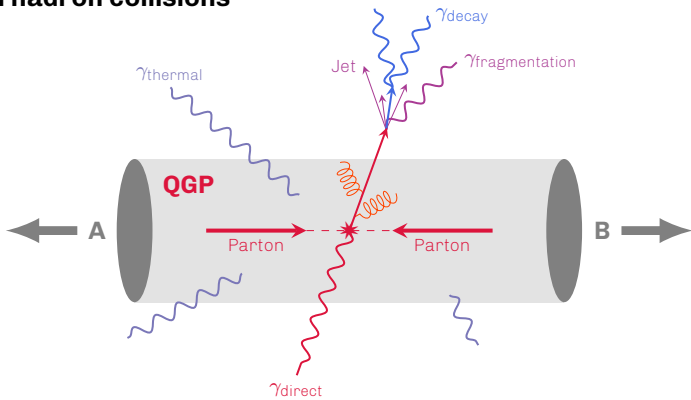 hadron collisions
γdecay
Jet
γfragmentation
γthermal
QGP
A
B
Parton
Parton
γdirect